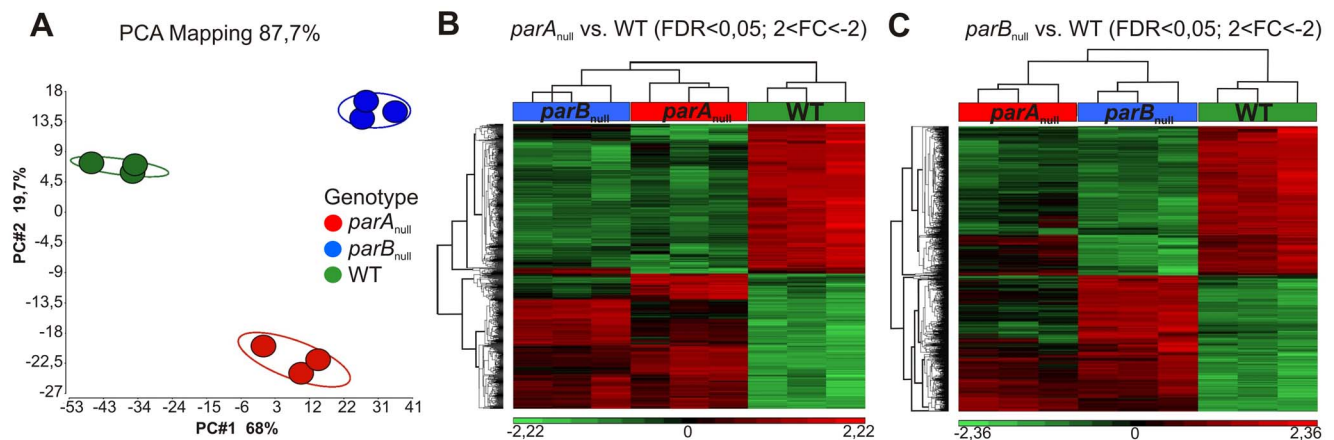 A
PCA Mapping 87,7%
18
13,5
9
4,5
0
-4,5
-9
-13,5
-18
-22,5
-27
PC#2 19,7%
-53 -43 -34 -24 -15 -6 3 12 22 31 41
PC#1 68%
Genotype
parAnull
parBnull
WT
B
parAnull vs. WT (FDR<0,05; 2<FC<-2)
parBnull parAnull WT
-2,22 0 2,22
C
parBnull vs. WT (FDR<0,05; 2<FC<-2)
parAnull parBnull WT
-2,36 0 2,36